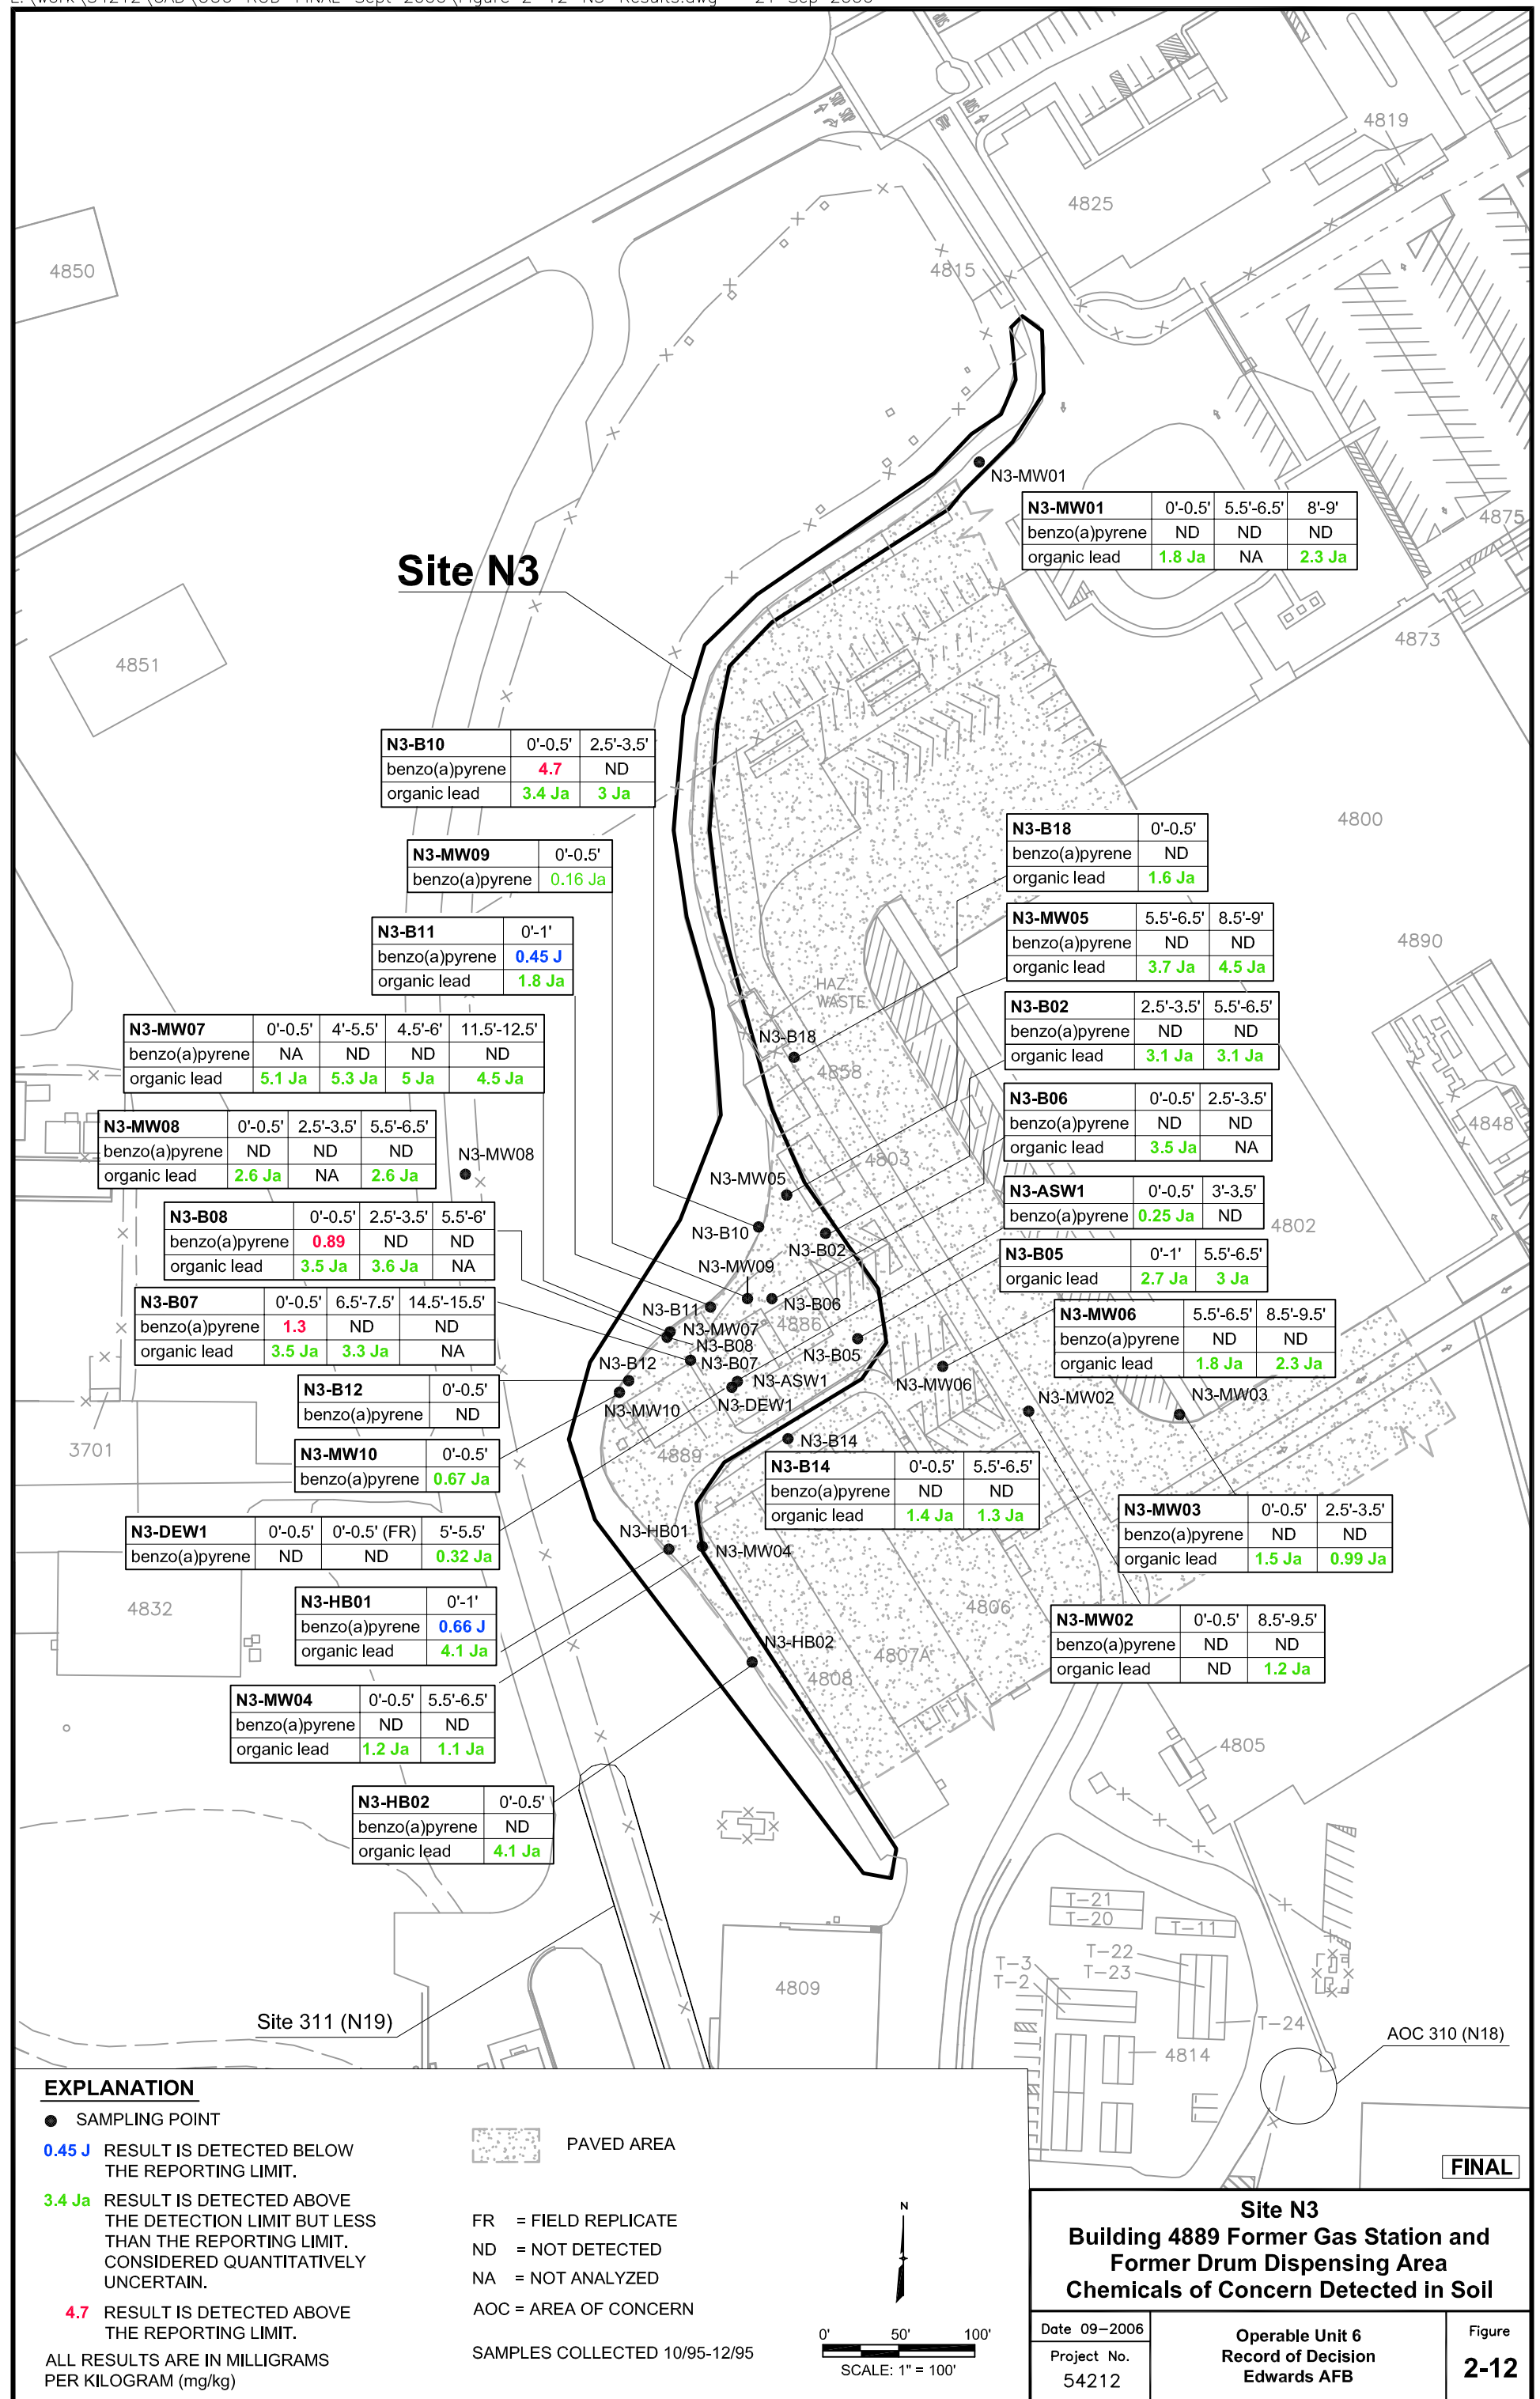 4819
4825
4850
4815
N3-MW01
N3-MW01 0'-0.5' 5.5'-6.5' 8'-9'
benzo(a)pyrene ND ND ND
organic lead 1.8 Ja NA 2.3 Ja
4875
Site N3
4873
4851
N3-B10 0'-0.5' 2.5'-3.5'
benzo(a)pyrene 4.7 ND
organic lead 3.4 Ja 3 Ja
4800
N3-B18 0'-0.5'
benzo(a)pyrene ND
organic lead 1.6 Ja
N3-MW09 0'-0.5'
benzo(a)pyrene 0.16 Ja
N3-MW05 5.5'-6.5' 8.5'-9'
benzo(a)pyrene ND ND
organic lead 3.7 Ja 4.5 Ja
N3-B11 0'-1'
benzo(a)pyrene 0.45 J
organic lead 1.8 Ja
4890
HAZ.
WASTE
N3-B02 2.5'-3.5' 5.5'-6.5'
benzo(a)pyrene ND ND
organic lead 3.1 Ja 3.1 Ja
N3-MW07 0'-0.5' 4'-5.5' 4.5'-6' 11.5'-12.5'
benzo(a)pyrene NA ND ND ND
organic lead 5.1 Ja 5.3 Ja 5 Ja 4.5 Ja
N3-B18
4858
N3-B06 0'-0.5' 2.5'-3.5'
benzo(a)pyrene ND ND
organic lead 3.5 Ja NA
4848
N3-MW08 0'-0.5' 2.5'-3.5' 5.5'-6.5'
benzo(a)pyrene ND ND ND
organic lead 2.6 Ja NA 2.6 Ja
N3-MW08
4803
N3-MW05
N3-ASW1 0'-0.5' 3'-3.5'
benzo(a)pyrene 0.25 Ja ND
4802
N3-B08 0'-0.5' 2.5'-3.5' 5.5'-6'
benzo(a)pyrene 0.89 ND ND
organic lead 3.5 Ja 3.6 Ja NA
N3-B10
N3-B02
N3-B05 0'-1' 5.5'-6.5'
organic lead 2.7 Ja 3 Ja
N3-MW09
N3-B07 0'-0.5' 6.5'-7.5' 14.5'-15.5'
benzo(a)pyrene 1.3 ND ND
organic lead 3.5 Ja 3.3 Ja NA
N3-B11
N3-B06
4886
N3-MW06 5.5'-6.5' 8.5'-9.5'
benzo(a)pyrene ND ND
organic lead 1.8 Ja 2.3 Ja
N3-MW07
N3-B08
N3-B05
N3-B12
N3-B07
N3-ASW1
N3-MW06
N3-B12 0'-0.5'
benzo(a)pyrene ND
N3-MW10
N3-DEW1
N3-MW02
N3-MW03
3701
N3-B14
4889
N3-MW10 0'-0.5'
benzo(a)pyrene 0.67 Ja
N3-B14 0'-0.5' 5.5'-6.5'
benzo(a)pyrene ND ND
organic lead 1.4 Ja 1.3 Ja
N3-MW03 0'-0.5' 2.5'-3.5'
benzo(a)pyrene ND ND
organic lead 1.5 Ja 0.99 Ja
N3-DEW1 0'-0.5' 0'-0.5' (FR) 5'-5.5'
benzo(a)pyrene ND ND 0.32 Ja
N3-HB01
N3-MW04
4832
N3-HB01 0'-1'
benzo(a)pyrene 0.66 J
organic lead 4.1 Ja
4806
N3-MW02 0'-0.5' 8.5'-9.5'
benzo(a)pyrene ND ND
organic lead ND 1.2 Ja
N3-HB02
4807A
4808
N3-MW04 0'-0.5' 5.5'-6.5'
benzo(a)pyrene ND ND
organic lead 1.2 Ja 1.1 Ja
4805
N3-HB02 0'-0.5'
benzo(a)pyrene ND
organic lead 4.1 Ja
T-21
T-20
T-11
T-22
T-3
T-23
T-2
4809
Site 311 (N19)
T-24
AOC 310 (N18)
4814
EXPLANATION
SAMPLING POINT
0.45 J RESULT IS DETECTED BELOW
THE REPORTING LIMIT.
3.4 Ja RESULT IS DETECTED ABOVE
THE DETECTION LIMIT BUT LESS
THAN THE REPORTING LIMIT.
CONSIDERED QUANTITATIVELY
UNCERTAIN.
4.7 RESULT IS DETECTED ABOVE
THE REPORTING LIMIT.
ALL RESULTS ARE IN MILLIGRAMS
PER KILOGRAM (mg/kg)
PAVED AREA
FR = FIELD REPLICATE
ND = NOT DETECTED
NA = NOT ANALYZED
AOC = AREA OF CONCERN
SAMPLES COLLECTED 10/95-12/95
N
0' 50' 100'
SCALE: 1" = 100'
FINAL
Site N3
Building 4889 Former Gas Station and
Former Drum Dispensing Area
Chemicals of Concern Detected in Soil
Date 09-2006
Project No.
54212
Operable Unit 6
Record of Decision
Edwards AFB
Figure
2-12